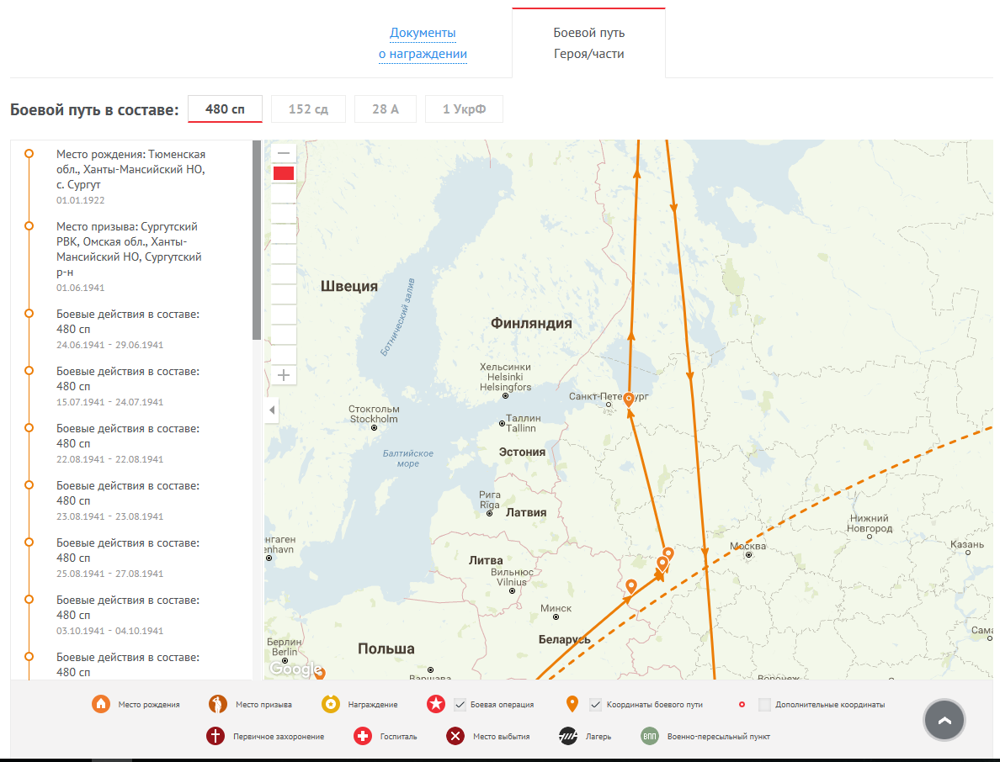 Документы
о награждении
Боевой путь
Героя/части
Боевой путь в составе:
480 сп
152 сд
28 А
1 УкрФ
Место рождения: Тюменская
обл., Ханты-Мансийский НО,
с. Сургут
01.01.1922
Место призыва: Сургутский
РВК, Омская обл., Ханты-
Мансийский НО, Сургутский
р-н
01.06.1941
Боевые действия в составе:
480 сп
24.06.1941 - 29.06.1941
Боевые действия в составе:
480 сп
15.07.1941 - 24.07.1941
Боевые действия в составе:
480 сп
22.08.1941 - 22.08.1941
Боевые действия в составе:
480 сп
23.08.1941 - 23.08.1941
Боевые действия в составе:
480 сп
25.08.1941 - 27.08.1941
Боевые действия в составе:
480 сп
03.10.1941 - 04.10.1941
Боевые действия в составе:
480 сп
Швеция
Ботнический залив
Финляндия
Хельсинки
Helsinki
Helsingfors
Санкт-Петербург
Стокгольм
Stockholm
Таллин
Tallinn
Балтийское
море
Эстония
Рига
Rīga
Латвия
Нижний
Новгород
Казань
Москва
нгаген
enhavn
Литва
Вильнюс
Vilnius
Минск
Беларусь
Сама
Берлин
Berlin
Польша
Google
Варшава
Воронеж
Место рождения
Место призыва
Награждение
Боевая операция
Координаты боевого пути
Дополнительные координаты
Первичное захоронение
Госпиталь
Место выбытия
Лагерь
ВПП
Военно-пересыльный пункт